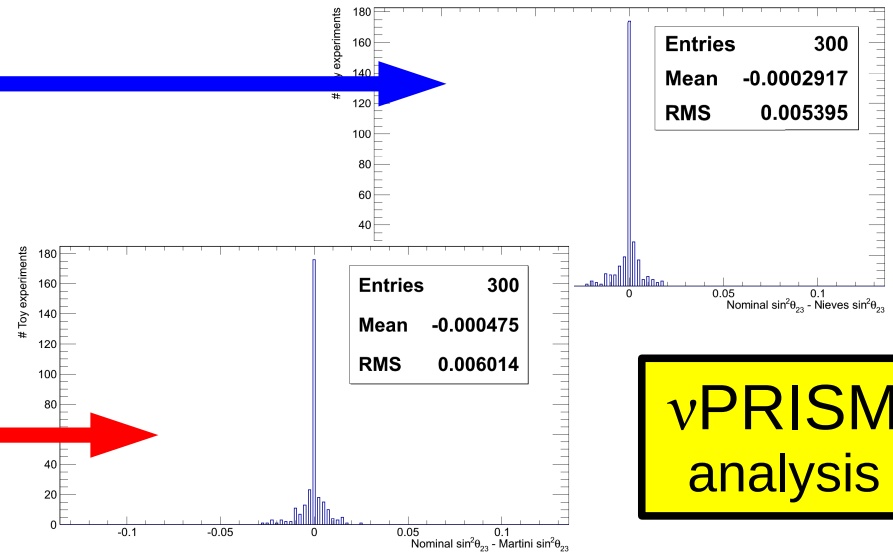 # Toy experiments
180
160
140
120
100
80
60
40
Entries 300
Mean -0.0002917
RMS 0.005395
0 0.05 0.1
Nominal sin²θ₂₃ - Nieves sin²θ₂₃
# Toy experiments
180
160
140
120
100
80
40
20
0
Entries 300
Mean -0.000475
RMS 0.006014
-0.1 -0.05 0 0.05 0.1
Nominal sin²θ₂₃ - Martini sin²θ₂₃
νPRISM
analysis